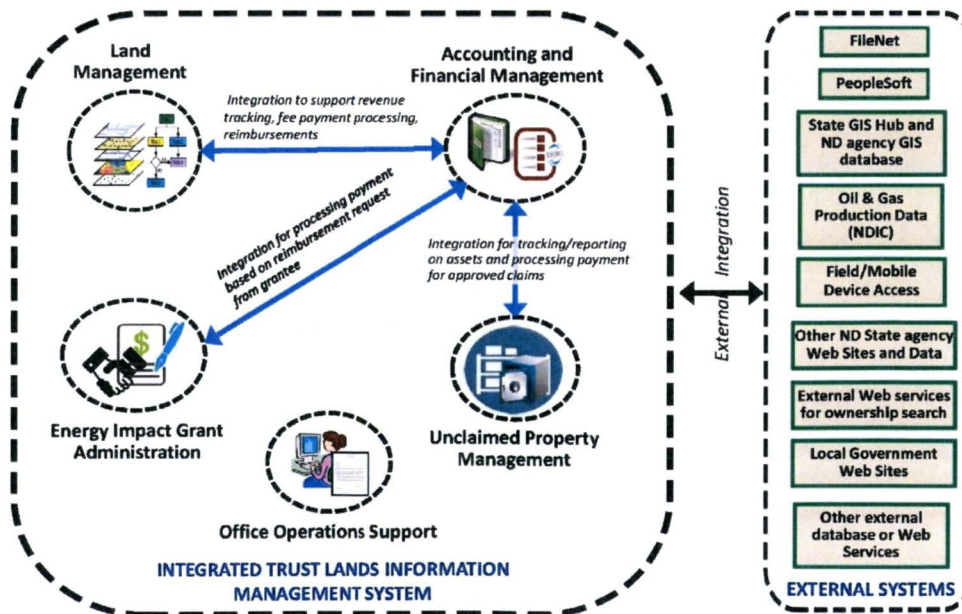 Land
Management
Accounting and
Financial Management
Integration to support revenue
tracking, fee payment processing,
reimbursements
Integration for processing payment
based on reimbursement request
from grantee
Integration for tracking/reporting
on assets and processing payment
for approved claims
Energy Impact Grant
Administration
Unclaimed Property
Management
Office Operations Support
INTEGRATED TRUST LANDS INFORMATION
MANAGEMENT SYSTEM
External Integration
FileNet
PeopleSoft
State GIS Hub and
ND agency GIS
database
Oil & Gas
Production Data
(NDIC)
Field/Mobile
Device Access
Other ND State agency
Web Sites and Data
External Web services
for ownership search
Local Government
Web Sites
Other external
database or Web
Services
EXTERNAL SYSTEMS